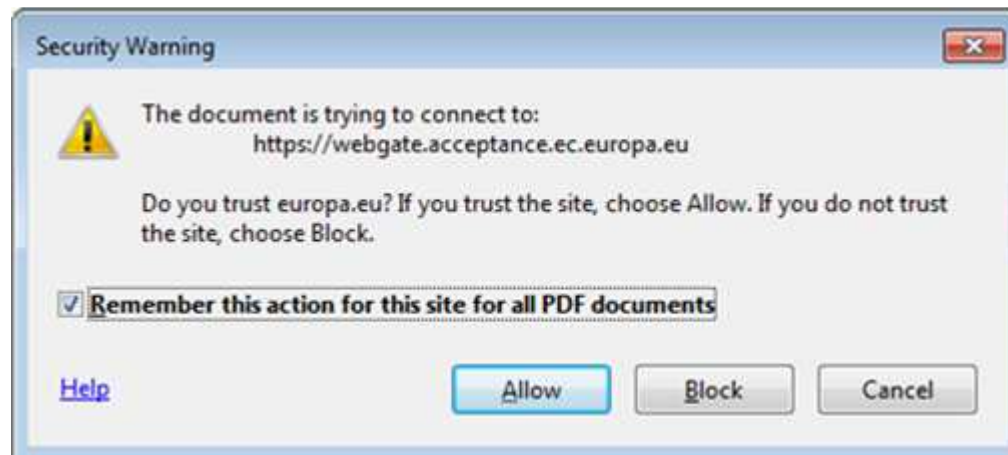 Security Warning
The document is trying to connect to:
https://webgate.acceptance.ec.europa.eu
Do you trust europa.eu? If you trust the site, choose Allow. If you do not trust
the site, choose Block.
Remember this action for this site for all PDF documents
Help
Allow
Block
Cancel